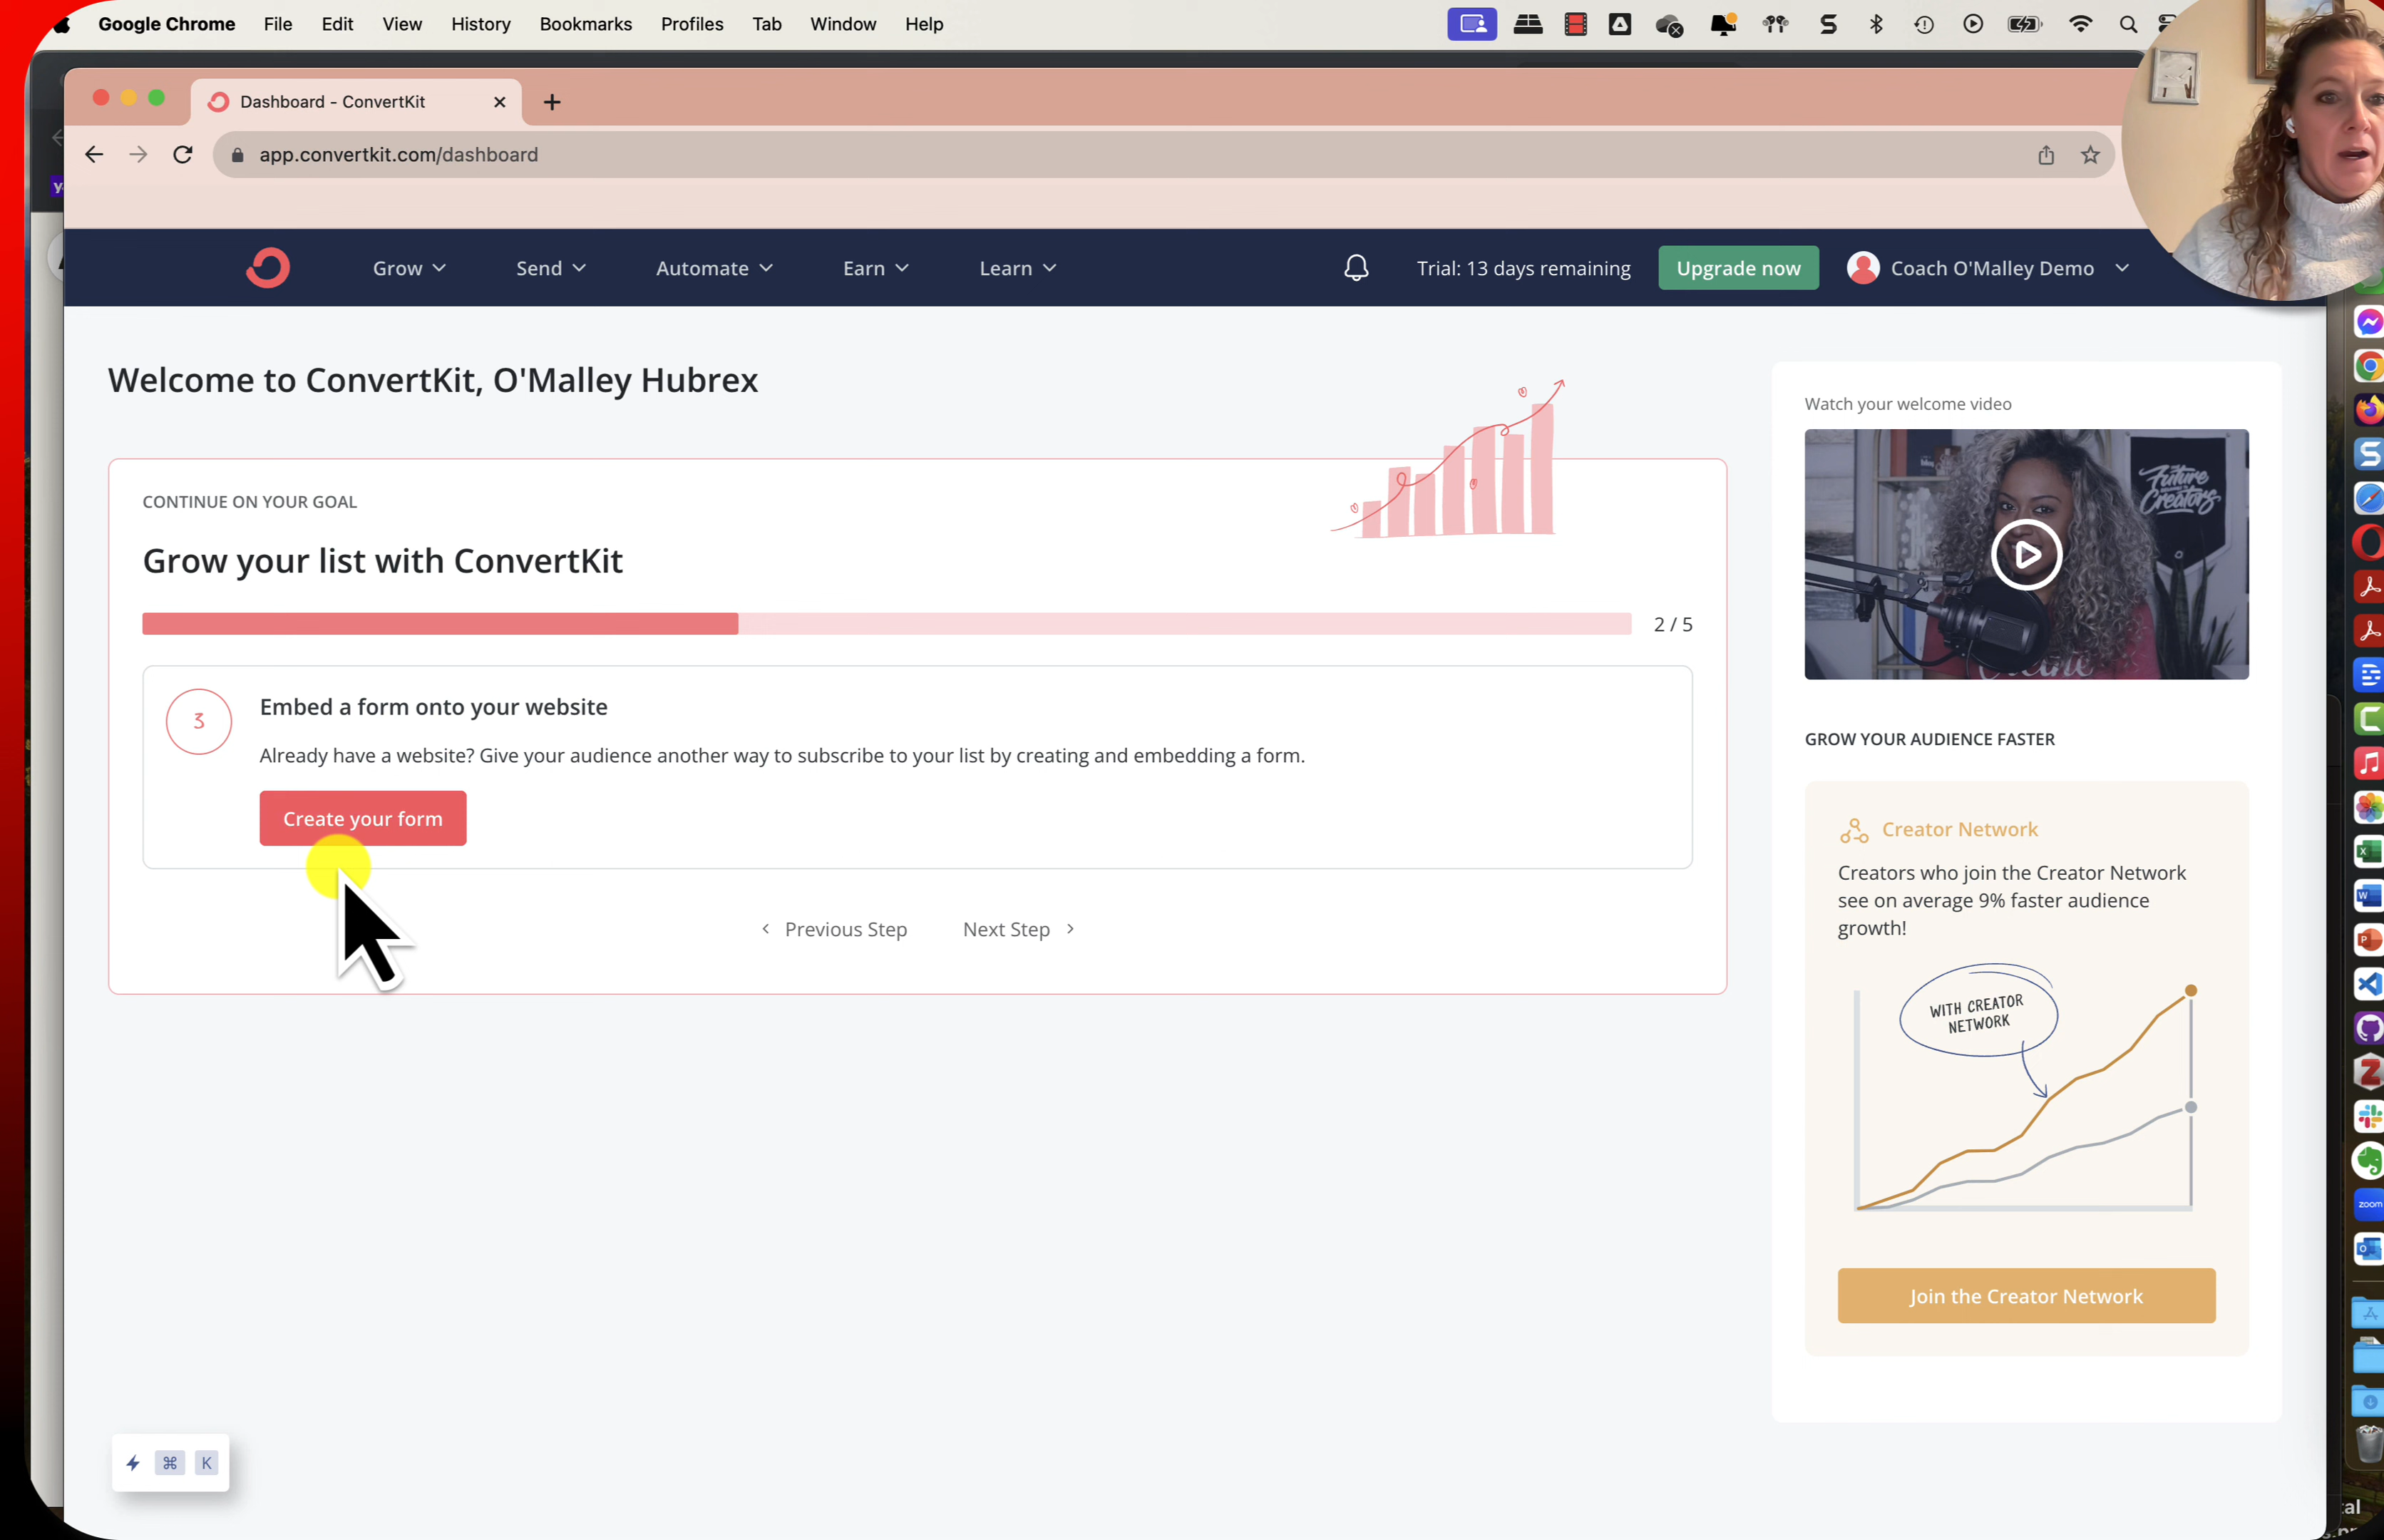 Google Chrome File Edit View History Bookmarks Profiles Tab Window Help
Dashboard - ConvertKit
app.convertkit.com/dashboard
Grow Send Automate Earn Learn Trial: 13 days remaining Upgrade now Coach O'Malley Demo
Welcome to ConvertKit, O'Malley Hubrex
CONTINUE ON YOUR GOAL
Grow your list with ConvertKit
2 / 5
3
Embed a form onto your website
Already have a website? Give your audience another way to subscribe to your list by creating and embedding a form.
Create your form
Previous Step Next Step
⌘ K
Watch your welcome video
Future
Creators
GROW YOUR AUDIENCE FASTER
Creator Network
Creators who join the Creator Network
see on average 9% faster audience
growth!
WITH CREATOR
NETWORK
Join the Creator Network
zoom